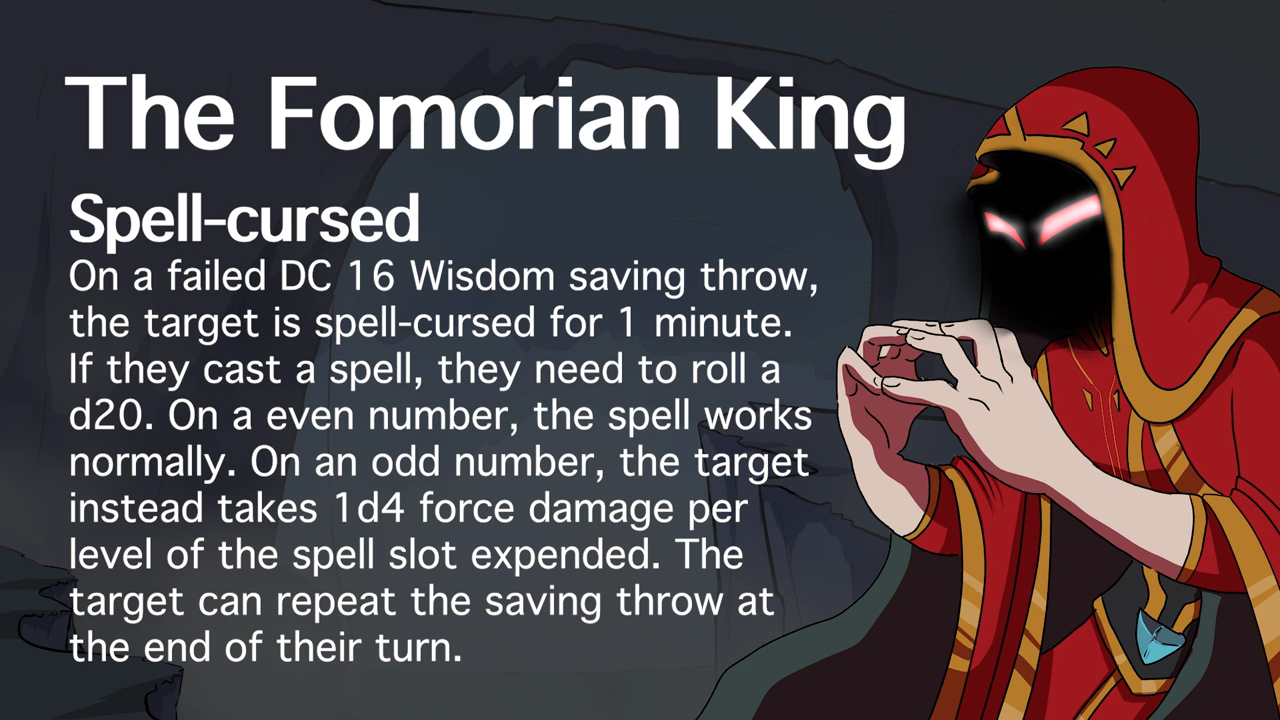 The Fomorian King
Spell-cursed
On a failed DC 16 Wisdom saving throw,
the target is spell-cursed for 1 minute.
If they cast a spell, they need to roll a
d20. On a even number, the spell works
normally. On an odd number, the target
instead takes 1d4 force damage per
level of the spell slot expended. The
target can repeat the saving throw at
the end of their turn.